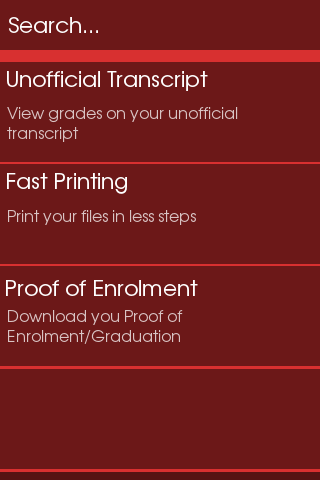 Search...
Unofficial Transcript
View grades on your unofficial
transcript
Fast Printing
Print your files in less steps
Proof of Enrolment
Download you Proof of
Enrolment/Graduation